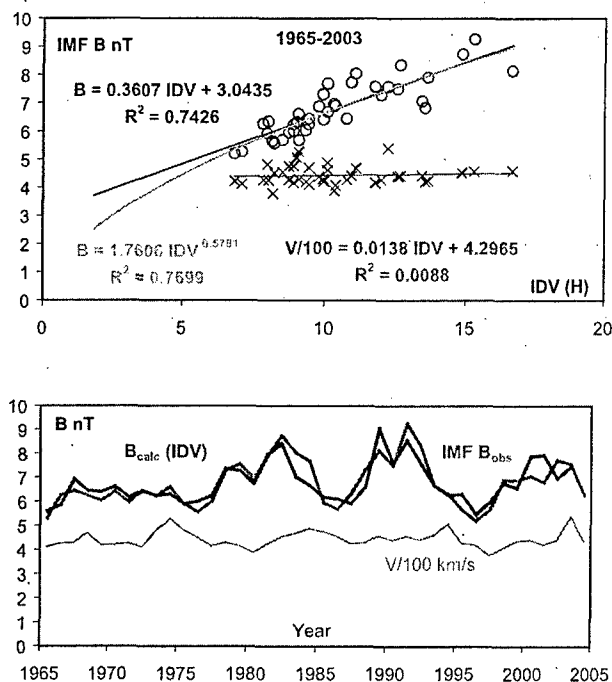 10
9
8
7
6
5
4
3
2
1
0
IMF B nT
1965-2003
B = 0.3607 IDV + 3.0435
R² = 0.7426
B = 1.7606 IDV^0.5781
R² = 0.7699
V/100 = 0.0138 IDV + 4.2965
R² = 0.0088
IDV (H)
0 5 10 15 20
10
9
8
7
6
5
4
3
2
1
0
B nT
B calc (IDV)
IMF B obs
V/100 km/s
Year
1965 1970 1975 1980 1985 1990 1995 2000 2005